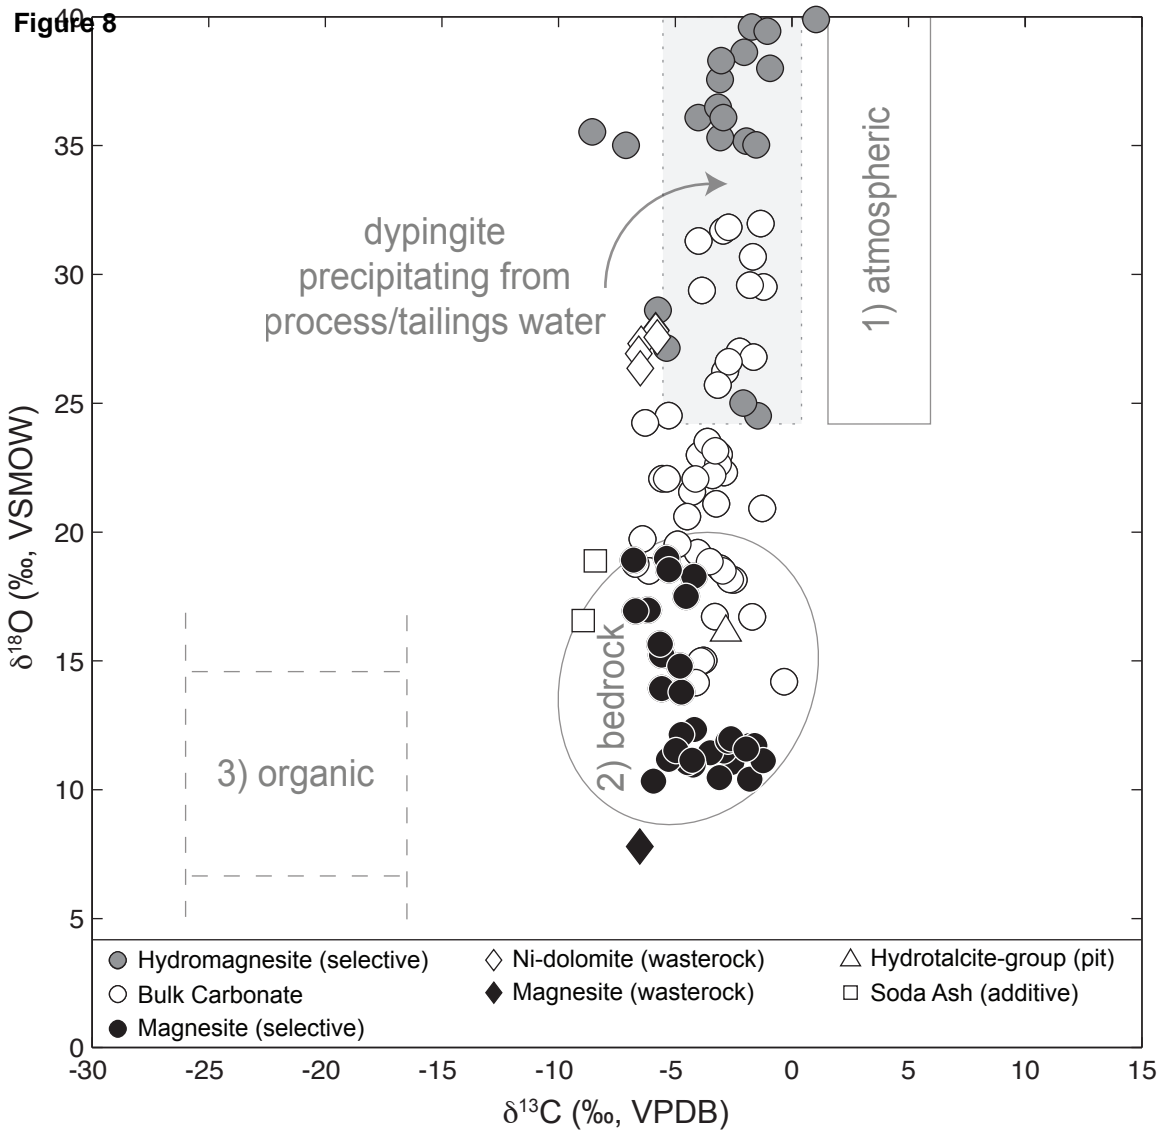 Figure 8
40
35
30
25
20
15
10
5
0
δ18O (‰, VSMOW)
dypingite
precipitating from
process/tailings water
1) atmospheric
2) bedrock
3) organic
Hydromagnesite (selective)
Bulk Carbonate
Magnesite (selective)
Ni-dolomite (wasterock)
Magnesite (wasterock)
Hydrotalcite-group (pit)
Soda Ash (additive)
-30 -25 -20 -15 -10 -5 0 5 10 15
δ13C (‰, VPDB)